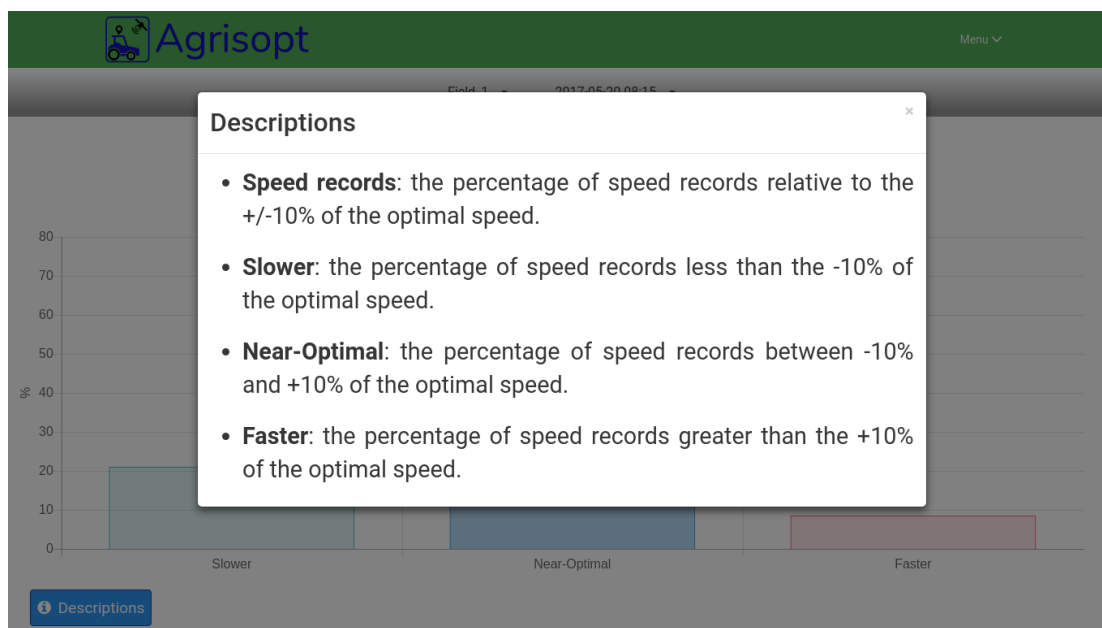 Agrisopt
Menu
Field_1
2017-05-20 08:15
Descriptions
×
Speed records: the percentage of speed records relative to the
+/-10% of the optimal speed.
Slower: the percentage of speed records less than the -10% of
the optimal speed.
Near-Optimal: the percentage of speed records between -10%
and +10% of the optimal speed.
Faster: the percentage of speed records greater than the +10%
of the optimal speed.
80
70
60
50
40
30
20
10
0
%
Slower Near-Optimal Faster
Descriptions